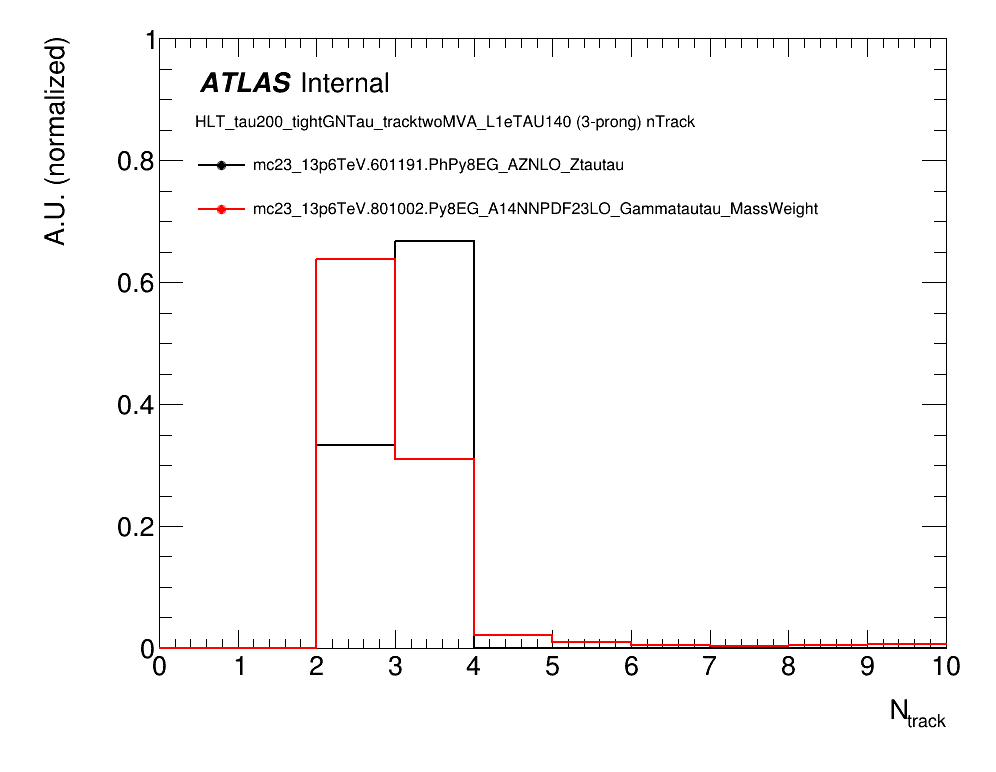 A.U. (normalized)
1
0.8
0.6
0.4
0.2
0
ATLAS Internal
HLT_tau200_tightGNTau_tracktwoMVA_L1eTAU140 (3-prong) nTrack
mc23_13p6TeV.601191.PhPy8EG_AZNLO_Ztautau
mc23_13p6TeV.801002.Py8EG_A14NNPDF23LO_Gammatautau_MassWeight
0 1 2 3 4 5 6 7 8 9 10
N_track